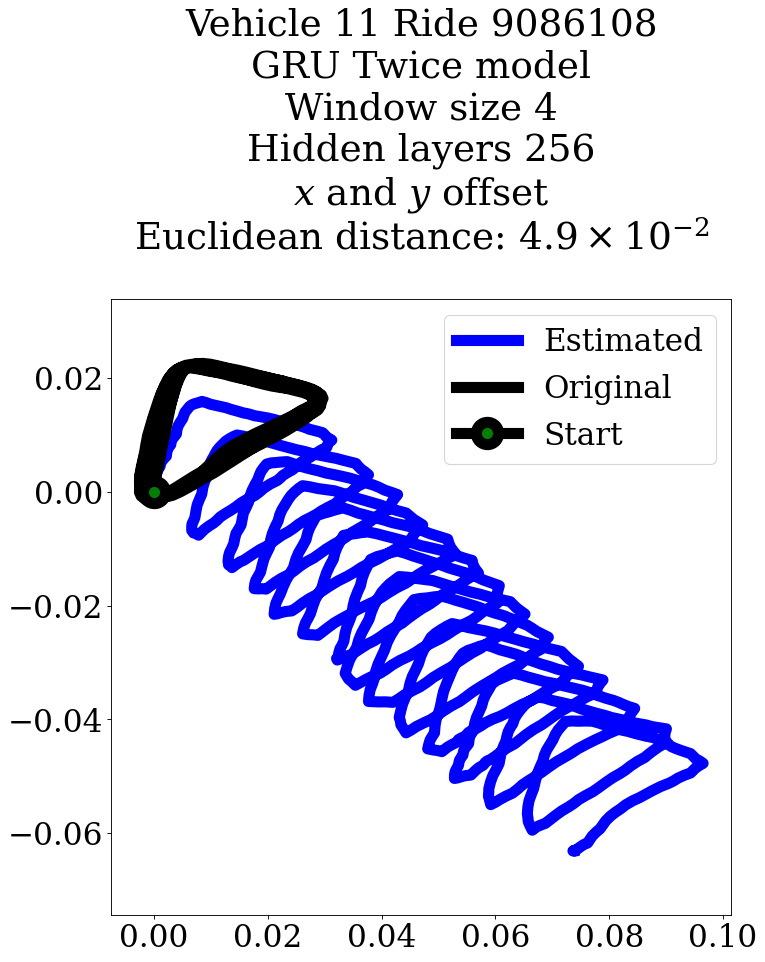 Vehicle 11 Ride 9086108
GRU Twice model
Window size 4
Hidden layers 256
x and y offset
Euclidean distance: 4.9 × 10⁻²
Estimated
Original
Start
0.02
0.00
−0.02
−0.04
−0.06
0.00 0.02 0.04 0.06 0.08 0.10